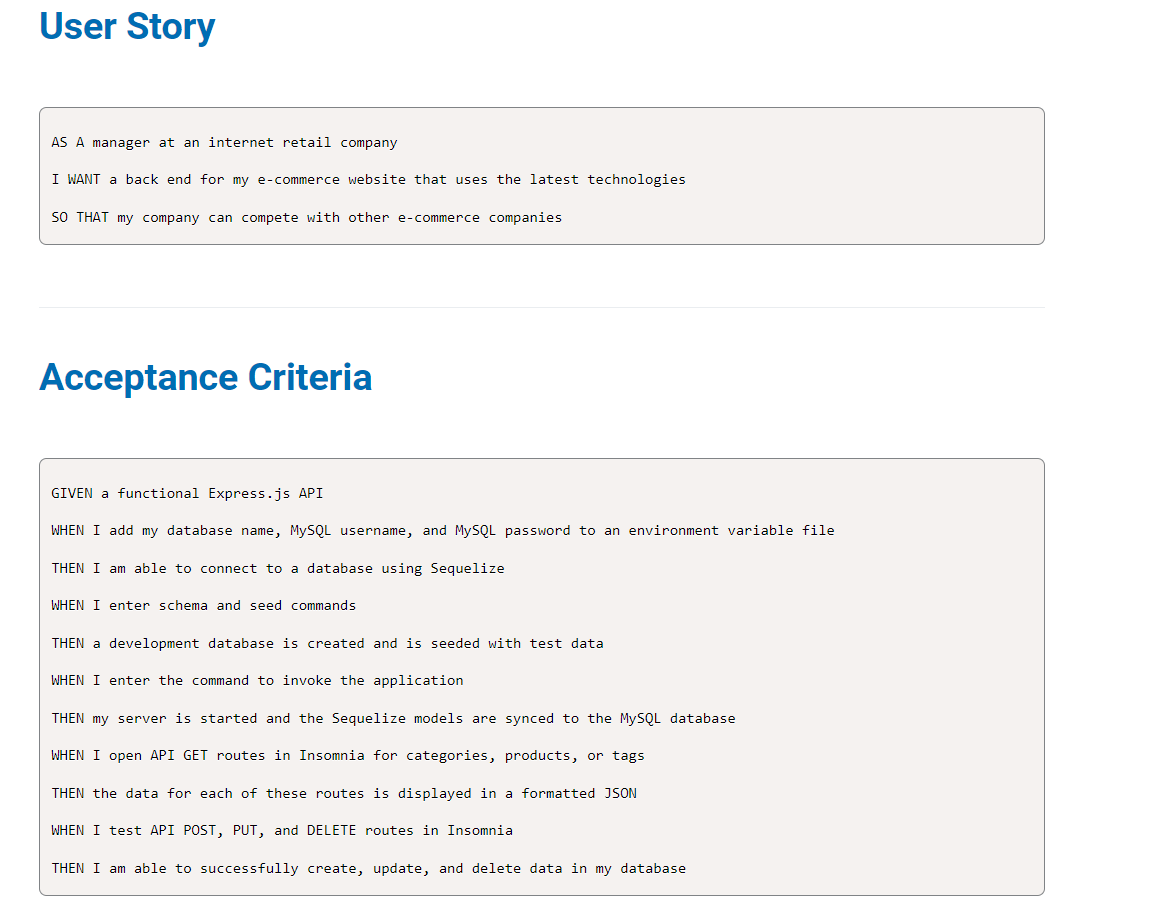 User Story
AS A manager at an internet retail company
I WANT a back end for my e-commerce website that uses the latest technologies
SO THAT my company can compete with other e-commerce companies
Acceptance Criteria
GIVEN a functional Express.js API
WHEN I add my database name, MySQL username, and MySQL password to an environment variable file
THEN I am able to connect to a database using Sequelize
WHEN I enter schema and seed commands
THEN a development database is created and is seeded with test data
WHEN I enter the command to invoke the application
THEN my server is started and the Sequelize models are synced to the MySQL database
WHEN I open API GET routes in Insomnia for categories, products, or tags
THEN the data for each of these routes is displayed in a formatted JSON
WHEN I test API POST, PUT, and DELETE routes in Insomnia
THEN I am able to successfully create, update, and delete data in my database